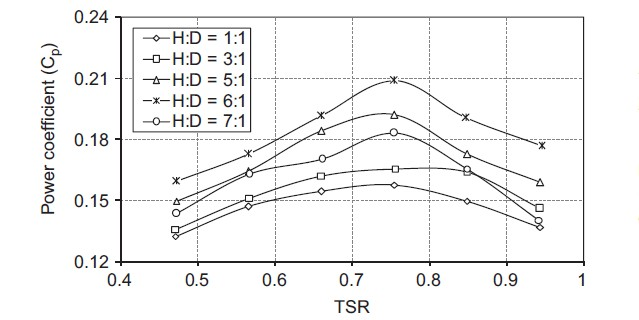 0.24
0.21
0.18
0.15
0.12
Power coefficient (Cp)
H:D = 1:1
H:D = 3:1
H:D = 5:1
H:D = 6:1
H:D = 7:1
0.4 0.5 0.6 0.7 0.8 0.9 1
TSR